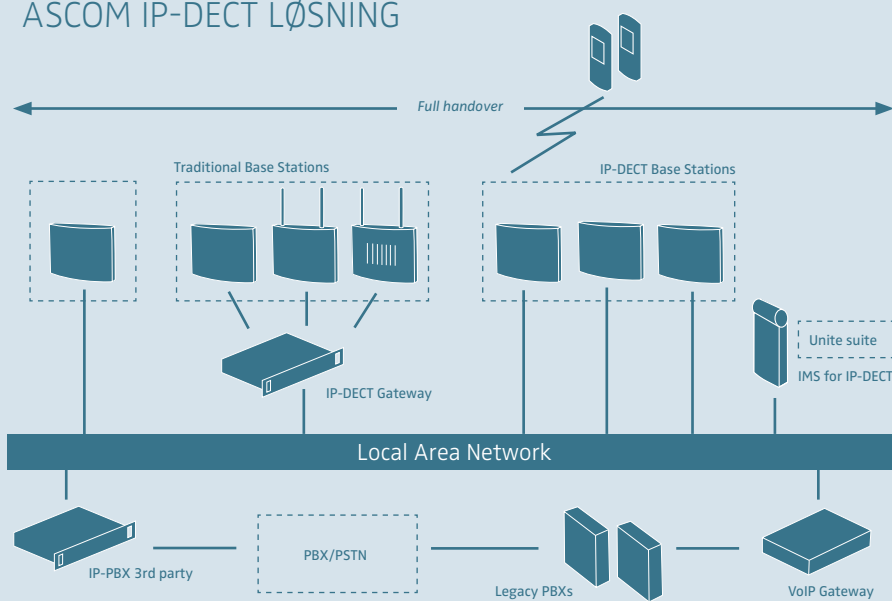 ASCOM IP-DECT LØSNING
Full handover
Traditional Base Stations
IP-DECT Base Stations
Unite suite
IMS for IP-DECT
IP-DECT Gateway
Local Area Network
PBX/PSTN
IP-PBX 3rd party
Legacy PBXs
VoIP Gateway